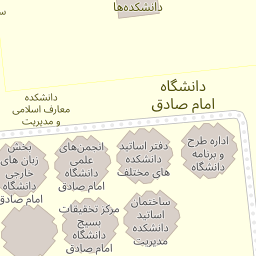 دانشکده‌ها
دانشگاه
امام صادق
دانشکده
معارف اسلامی
و مدیریت
اداره طرح
و برنامه
دانشگاه
دفتر اساتید
دانشکده
های مختلف
انجمن‌های
علمی
دانشگاه
امام صادق
بخش
زبان های
خارجی
دانشگاه
امام صادق
ساختمان
اساتید
دانشکده
مدیریت
مرکز تحقیقات
بسیج
دانشگاه
امام صادق